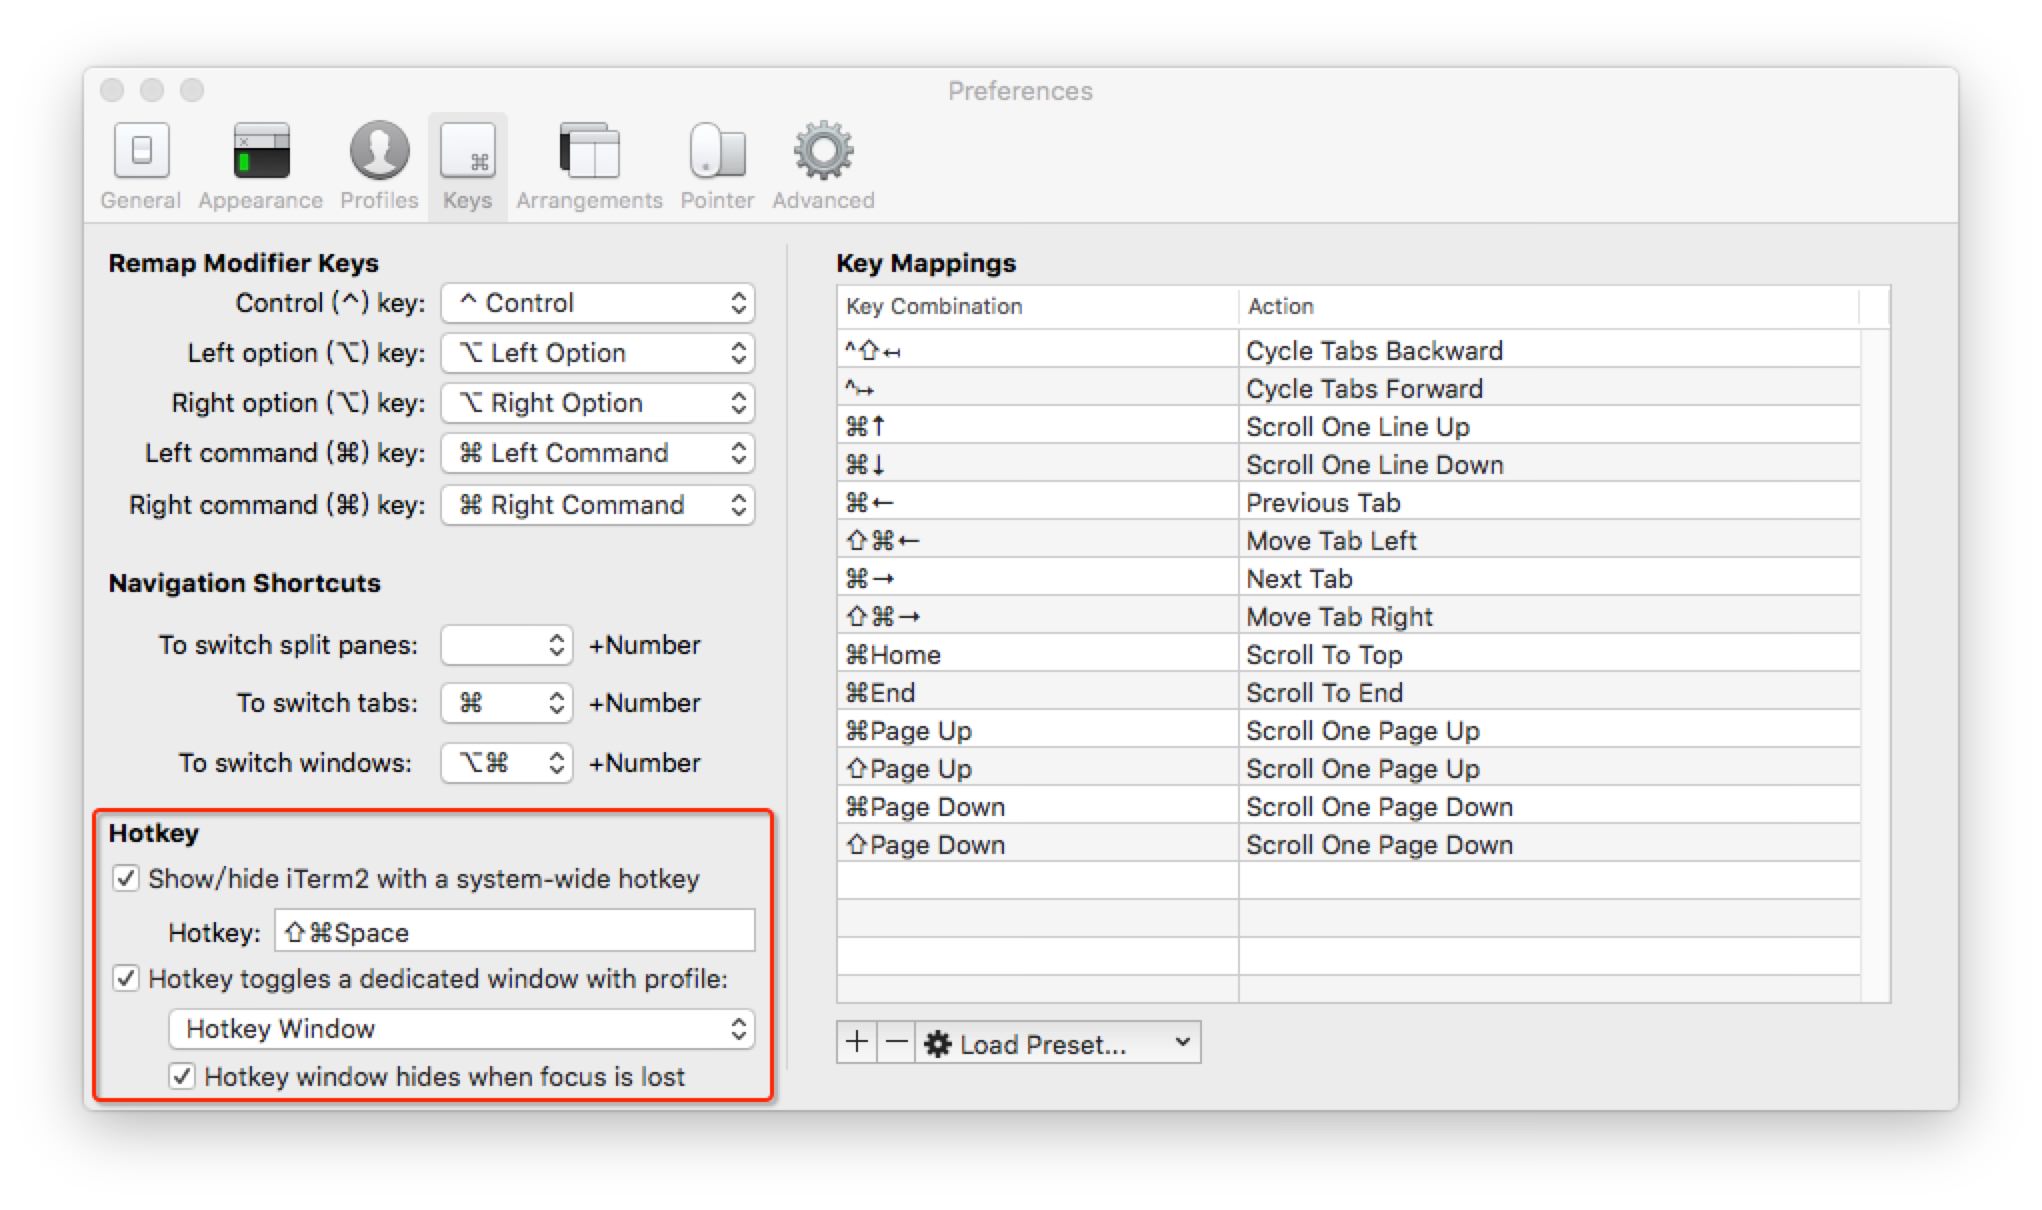 Preferences
General Appearance Profiles Keys Arrangements Pointer Advanced
Remap Modifier Keys
Control (^) key: ^ Control
Left option (⌥) key: ⌥ Left Option
Right option (⌥) key: ⌥ Right Option
Left command (⌘) key: ⌘ Left Command
Right command (⌘) key: ⌘ Right Command
Navigation Shortcuts
To switch split panes: +Number
To switch tabs: ⌘ +Number
To switch windows: ⌥⌘ +Number
Hotkey
Show/hide iTerm2 with a system-wide hotkey
Hotkey: ⇧⌘Space
Hotkey toggles a dedicated window with profile:
Hotkey Window
Hotkey window hides when focus is lost
Key Mappings
Key Combination Action
^⇧↤ Cycle Tabs Backward
^↦ Cycle Tabs Forward
⌘↑ Scroll One Line Up
⌘↓ Scroll One Line Down
⌘← Previous Tab
⇧⌘← Move Tab Left
⌘→ Next Tab
⇧⌘→ Move Tab Right
⌘Home Scroll To Top
⌘End Scroll To End
⌘Page Up Scroll One Page Up
⇧Page Up Scroll One Page Up
⌘Page Down Scroll One Page Down
⇧Page Down Scroll One Page Down
+ − Load Preset...